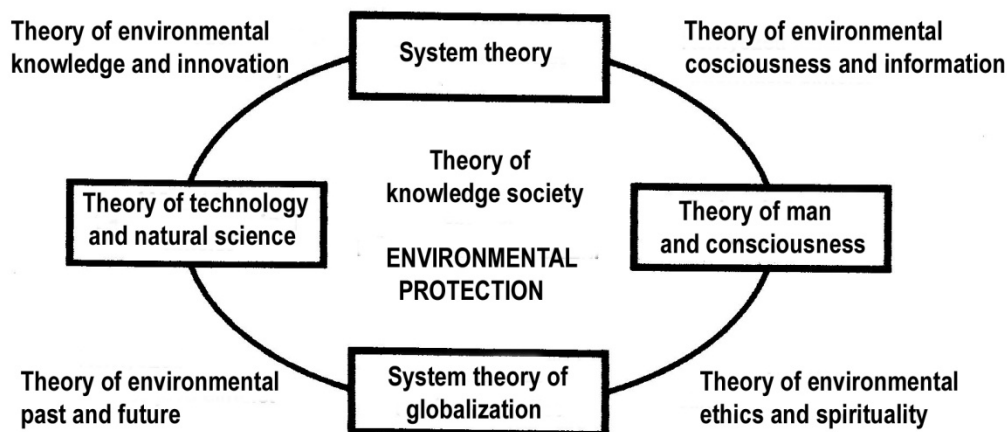 Theory of environmental
knowledge and innovation
System theory
Theory of environmental
cosciousness and information
Theory of
knowledge society
Theory of technology
and natural science
Theory of man
and consciousness
ENVIRONMENTAL
PROTECTION
Theory of environmental
past and future
System theory of
globalization
Theory of environmental
ethics and spirituality